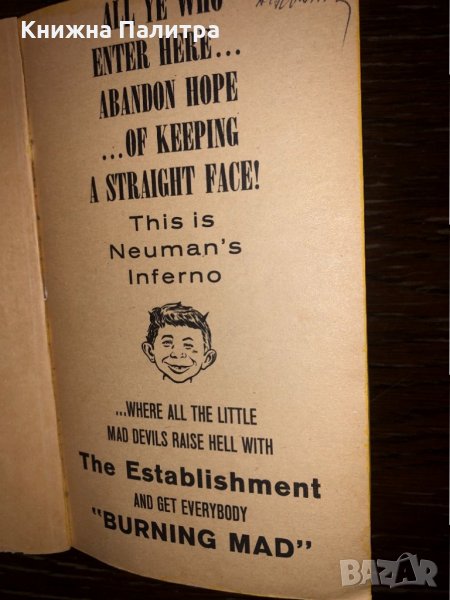 Книжна Палитра
ALL YE WHO
ENTER HERE...
ABANDON HOPE
...OF KEEPING
A STRAIGHT FACE!
This is
Neuman's
Inferno
...WHERE ALL THE LITTLE
MAD DEVILS RAISE HELL WITH
The Establishment
AND GET EVERYBODY
"BURNING MAD"
BAZAR